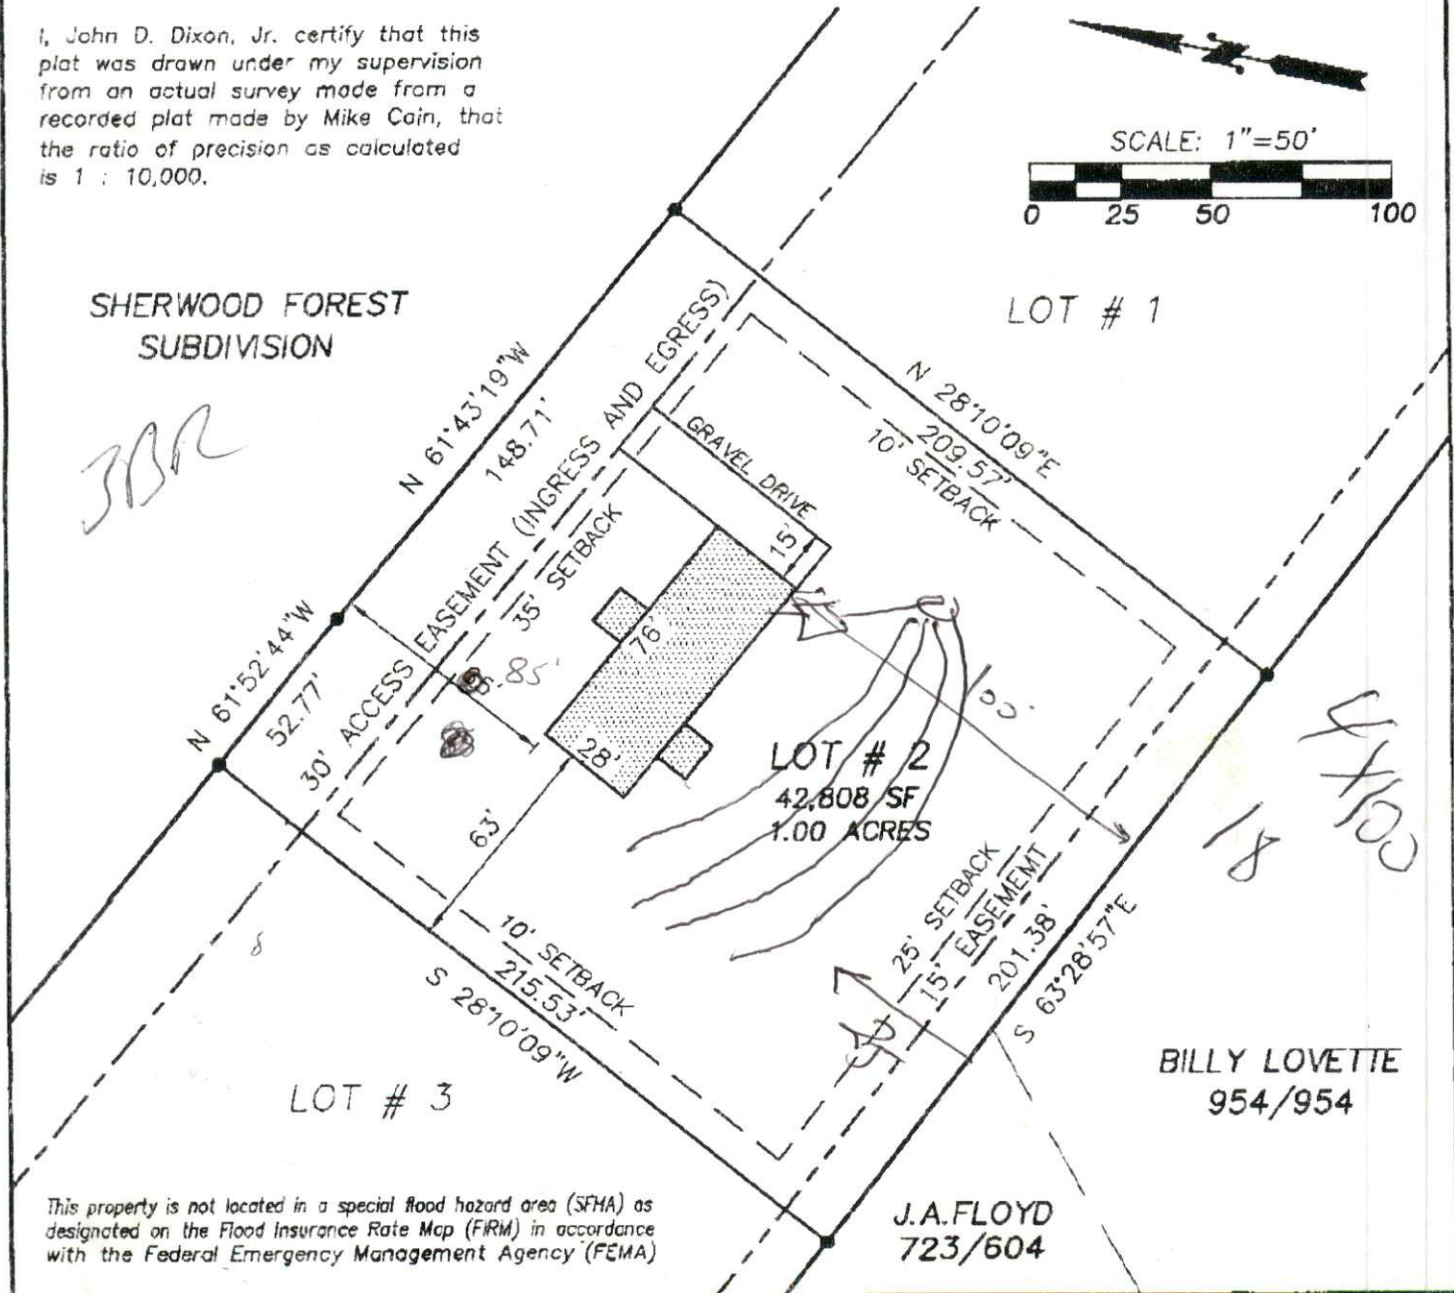 I, John D. Dixon, Jr. certify that this
plat was drawn under my supervision
from an actual survey made from a
recorded plat made by Mike Cain, that
the ratio of precision as calculated
is 1 : 10,000.
SCALE: 1"=50'
0 25 50 100
SHERWOOD FOREST
SUBDIVISION
3BR
LOT # 1
N 61°43'19"W
148.71'
N 28°10'09"E
209.57'
10' SETBACK
30' ACCESS EASEMENT (INGRESS AND EGRESS)
35' SETBACK
GRAVEL DRIVE
15'
76'
28'
85'
63'
100'
N 61°52'44"W
52.77'
LOT # 2
42,808 SF
1.00 ACRES
4X100
18
25' SETBACK
15' EASEMEMT
201.38'
S 63°28'57"E
10' SETBACK
215.53'
S 28°10'09"W
LOT # 3
BILLY LOVETTE
954/954
J.A.FLOYD
723/604
This property is not located in a special flood hazard area (SFHA) as
designated on the Flood Insurance Rate Map (FIRM) in accordance
with the Federal Emergency Management Agency (FEMA)